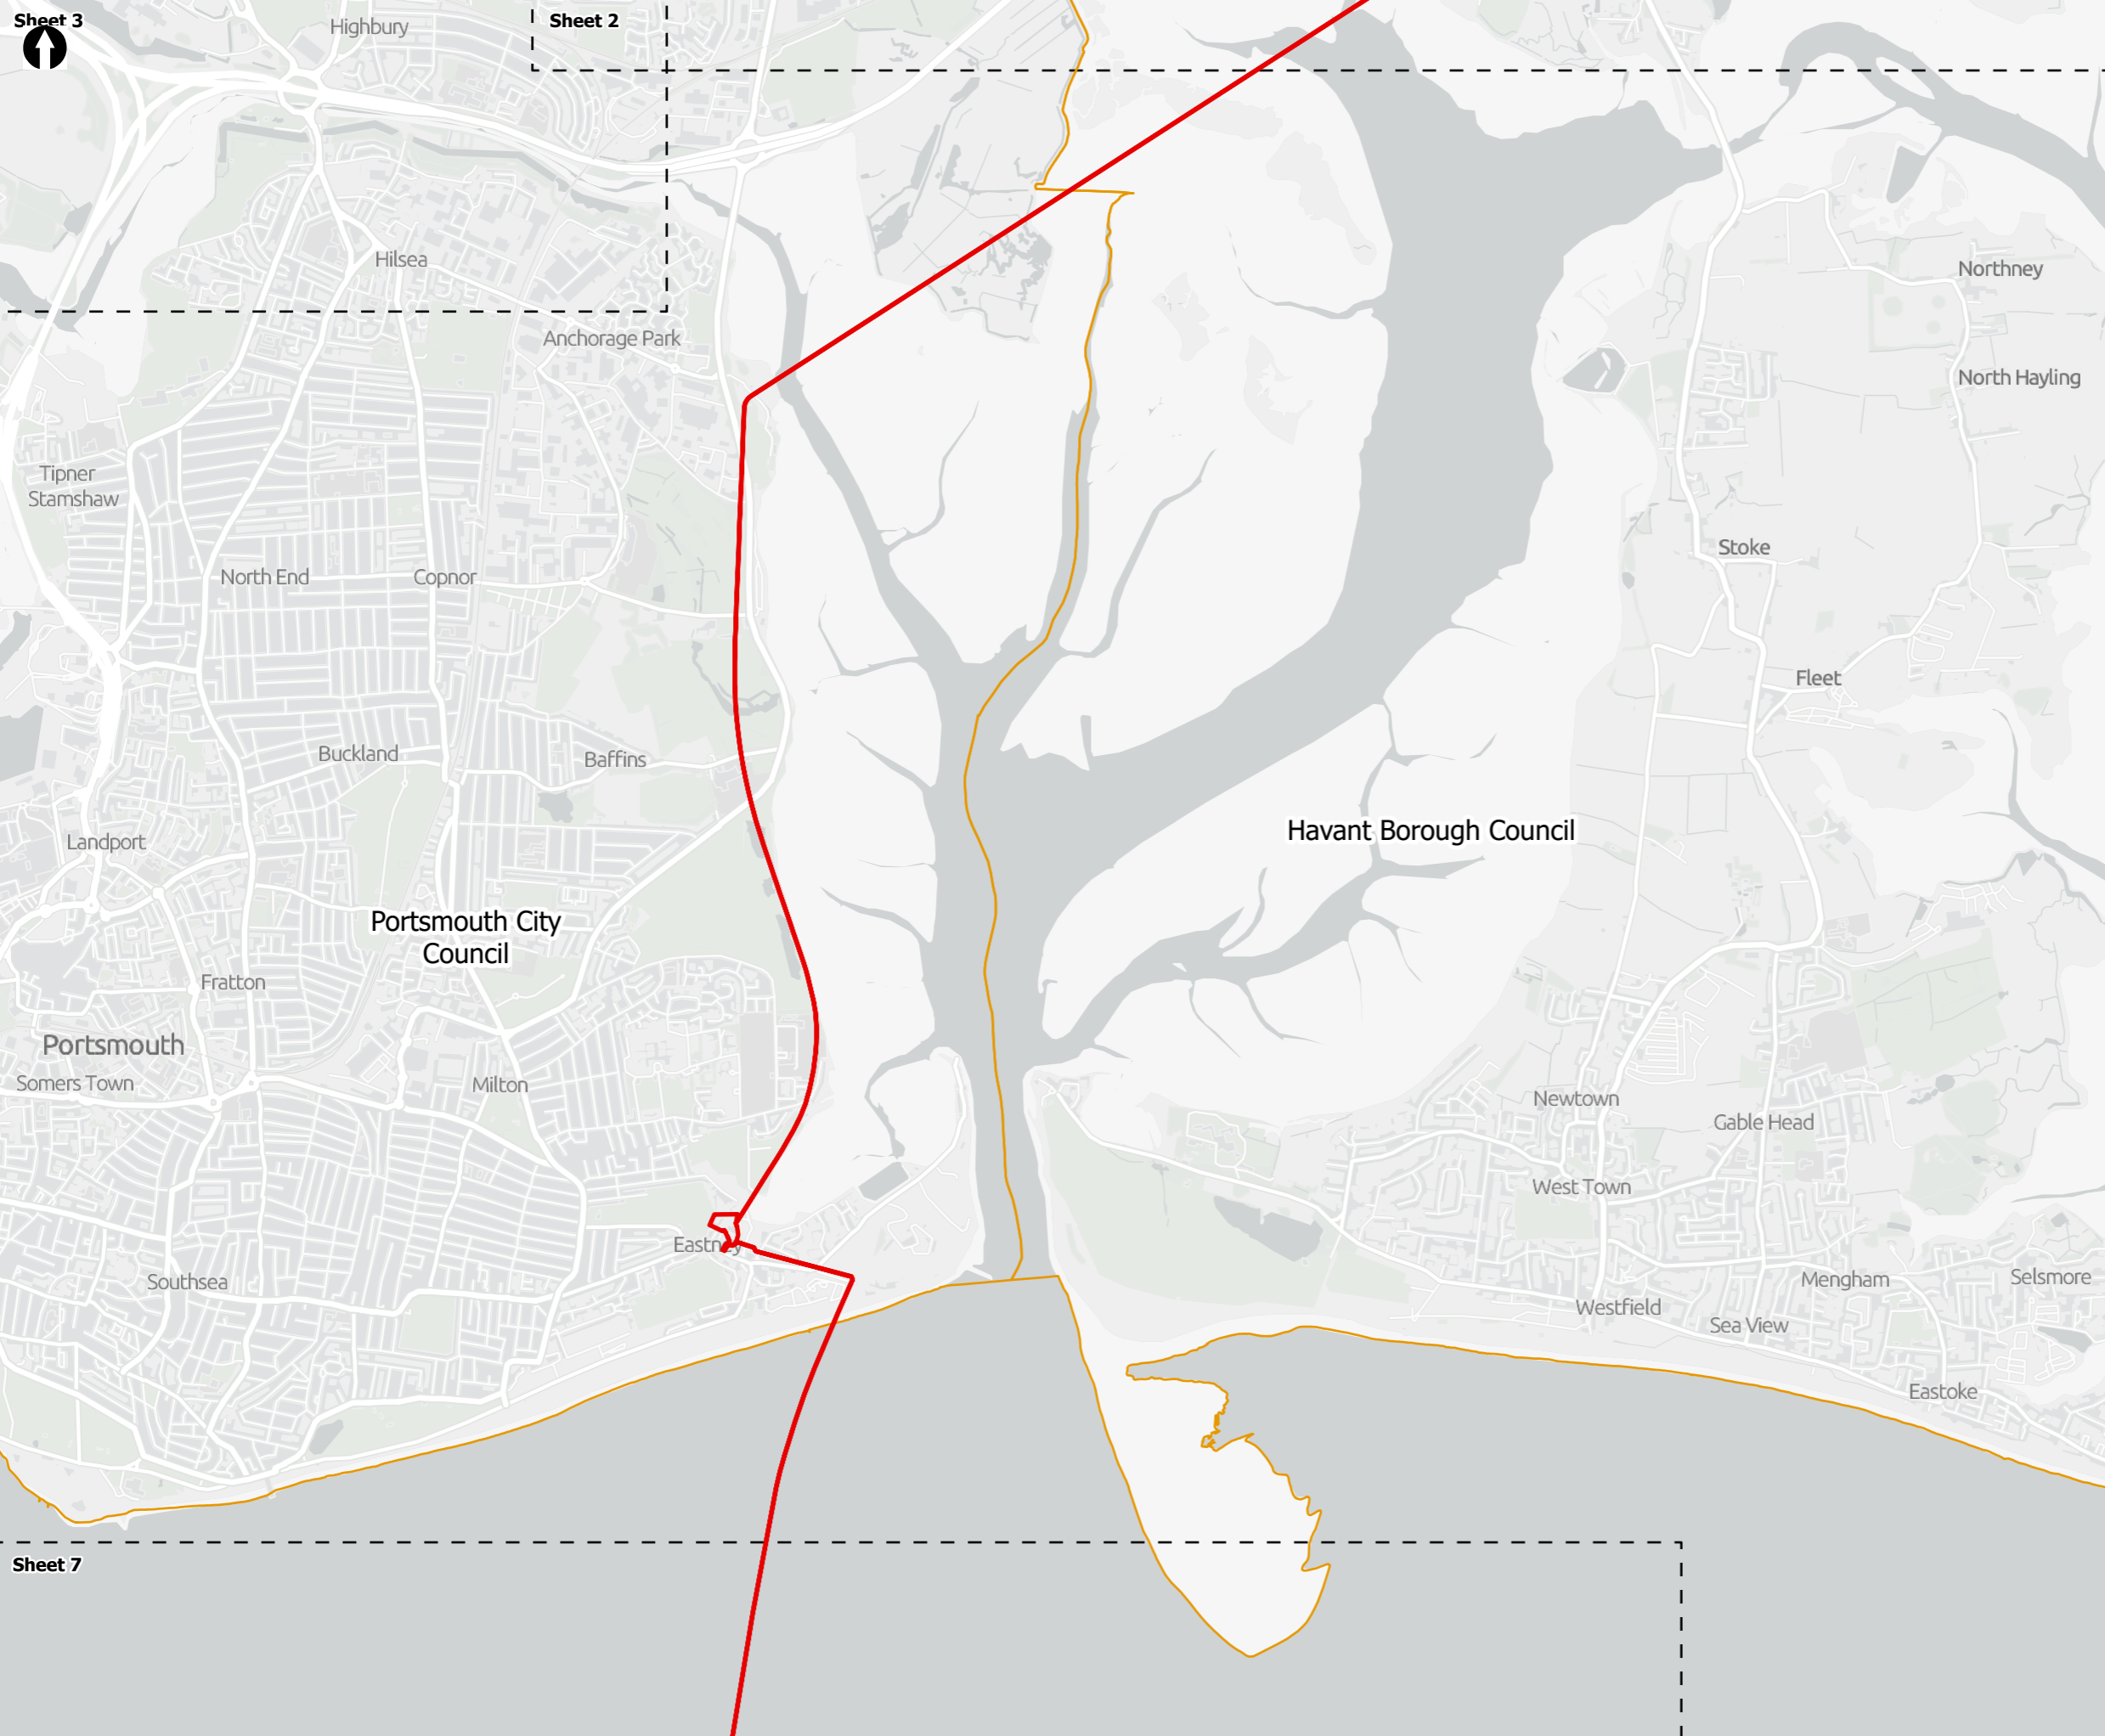 Sheet 3
Highbury
Sheet 2
Hilsea
Northney
Anchorage Park
North Hayling
Tipner
Stamshaw
Stoke
North End
Copnor
Fleet
Buckland
Baffins
Havant Borough Council
Landport
Portsmouth City
Council
Fratton
Portsmouth
Somers Town
Milton
Newtown
Gable Head
West Town
Eastney
Southsea
Mengham
Selsmore
Westfield
Sea View
Eastoke
Sheet 7